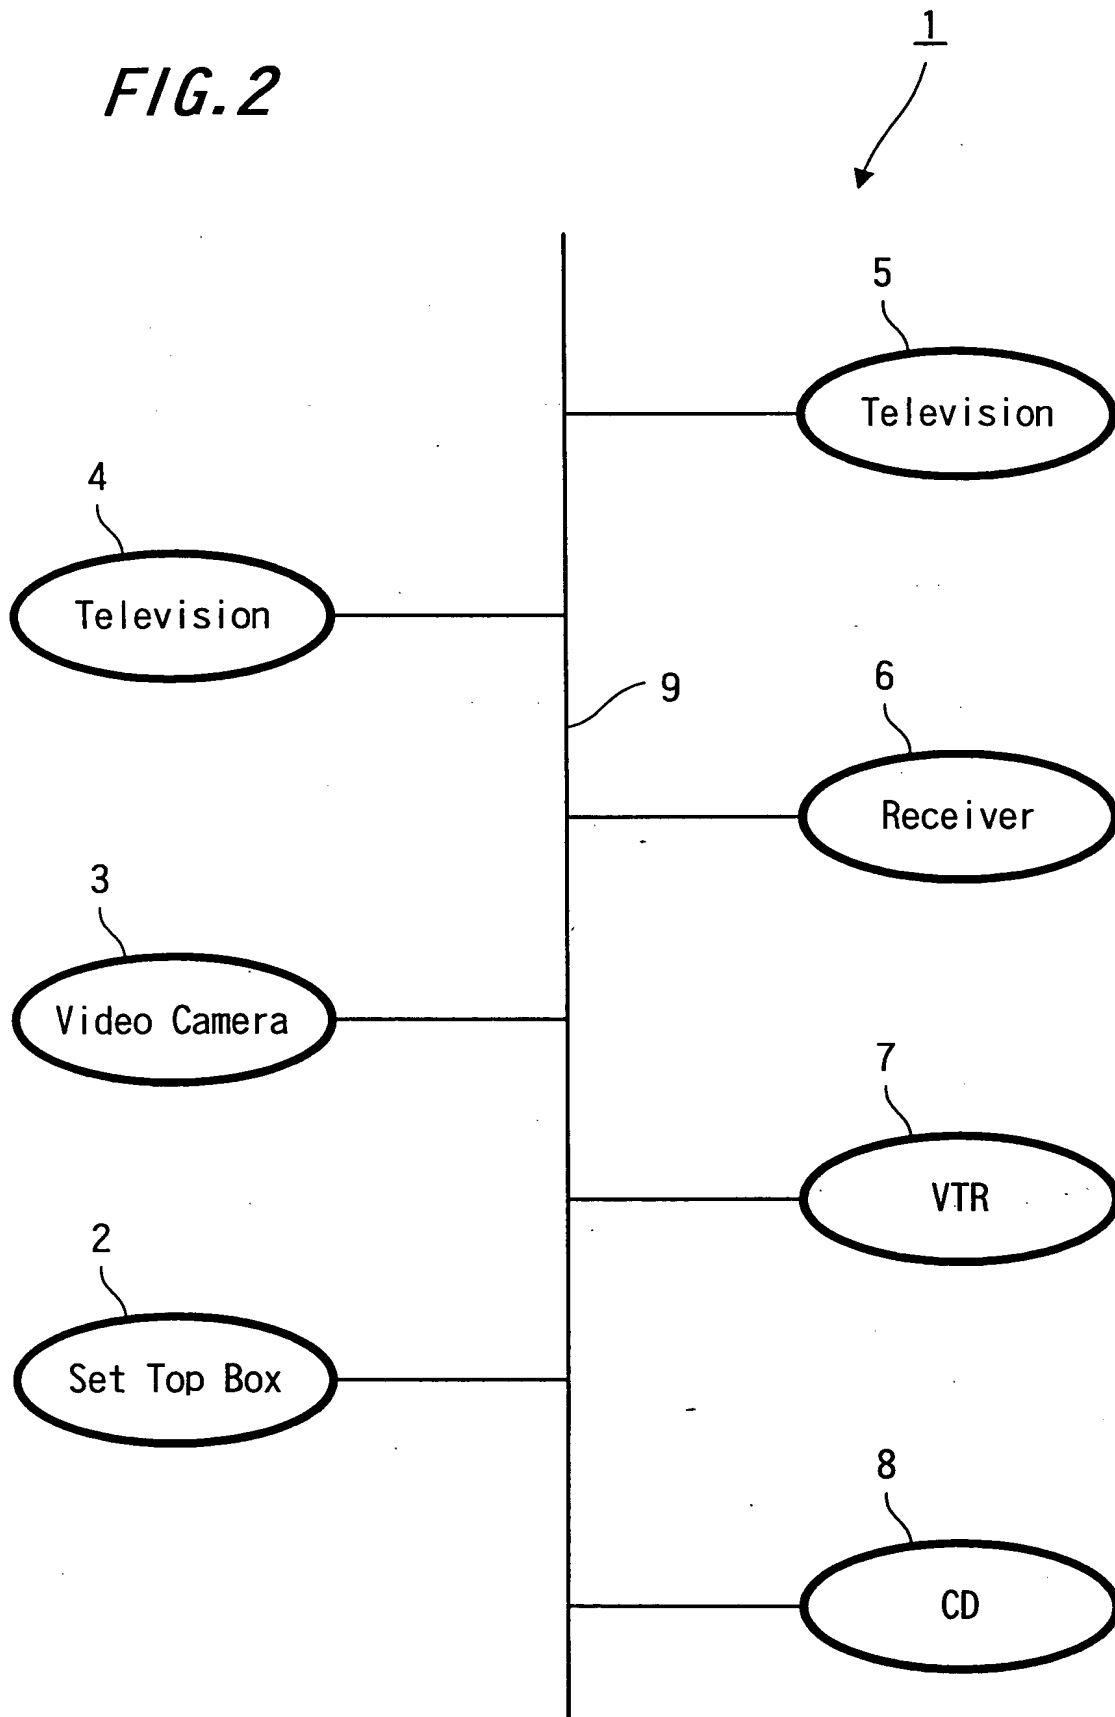 FIG.2
1
5
Television
4
Television
9
6
Receiver
3
Video Camera
7
VTR
2
Set Top Box
8
CD